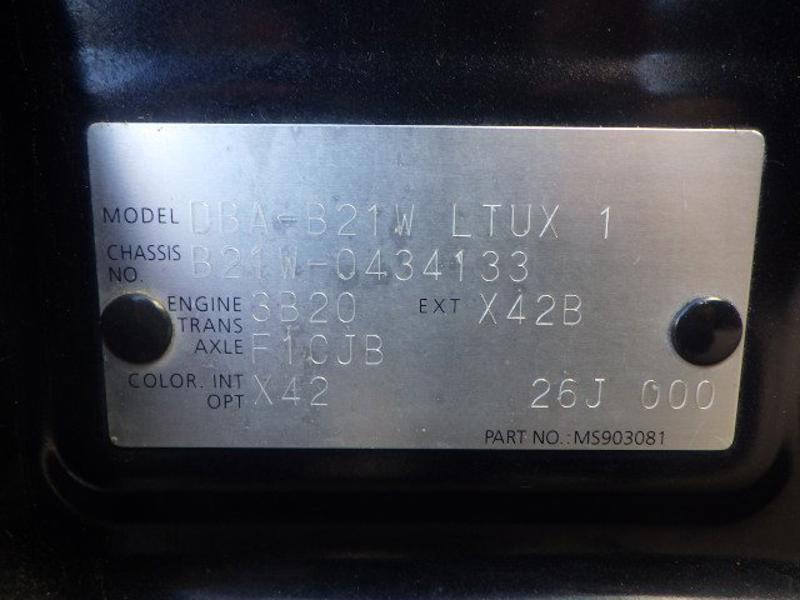 MODEL DBA-B21W LTUX 1
CHASSIS NO. B21W-0434133
ENGINE 3B20 EXT X42B
TRANS AXLE F1CJB
COLOR. INT OPT X42 26J 000
PART NO.:MS903081